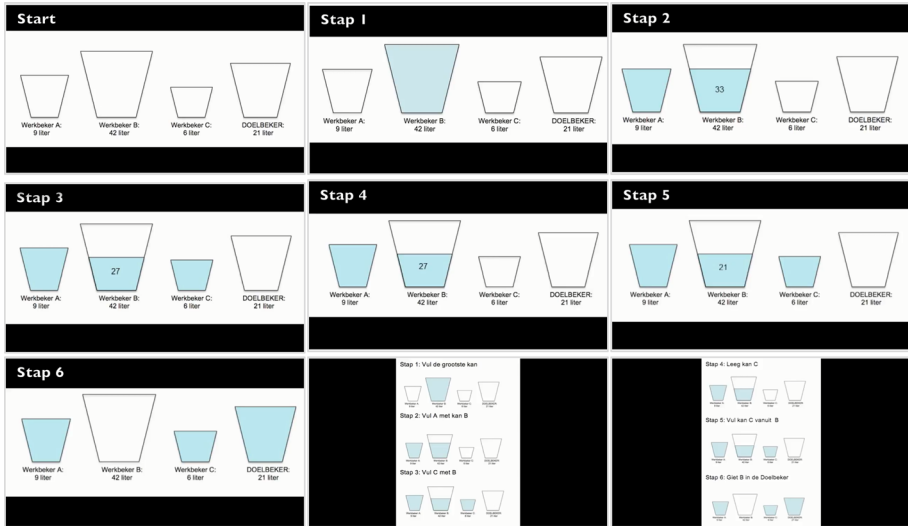 Start
Werkbeker A: Werkbeker B: Werkbeker C: DOELBEKER:
9 liter 42 liter 6 liter 21 liter
Stap 1
Werkbeker A: Werkbeker B: Werkbeker C: DOELBEKER:
9 liter 42 liter 6 liter 21 liter
Stap 2
33
Werkbeker A: Werkbeker B: Werkbeker C: DOELBEKER:
9 liter 42 liter 6 liter 21 liter
Stap 3
27
Werkbeker A: Werkbeker B: Werkbeker C: DOELBEKER:
9 liter 42 liter 6 liter 21 liter
Stap 4
27
Werkbeker A: Werkbeker B: Werkbeker C: DOELBEKER:
9 liter 42 liter 6 liter 21 liter
Stap 5
21
Werkbeker A: Werkbeker B: Werkbeker C: DOELBEKER:
9 liter 42 liter 6 liter 21 liter
Stap 6
Werkbeker A: Werkbeker B: Werkbeker C: DOELBEKER:
9 liter 42 liter 6 liter 21 liter
Stap 1: Vul de grootste kan
Stap 2: Vul A met kan B
Stap 3: Vul C met B
Stap 4: Leeg kan C
Stap 5: Vul kan C vanuit B
Stap 6: Giet B in de Doelbeker